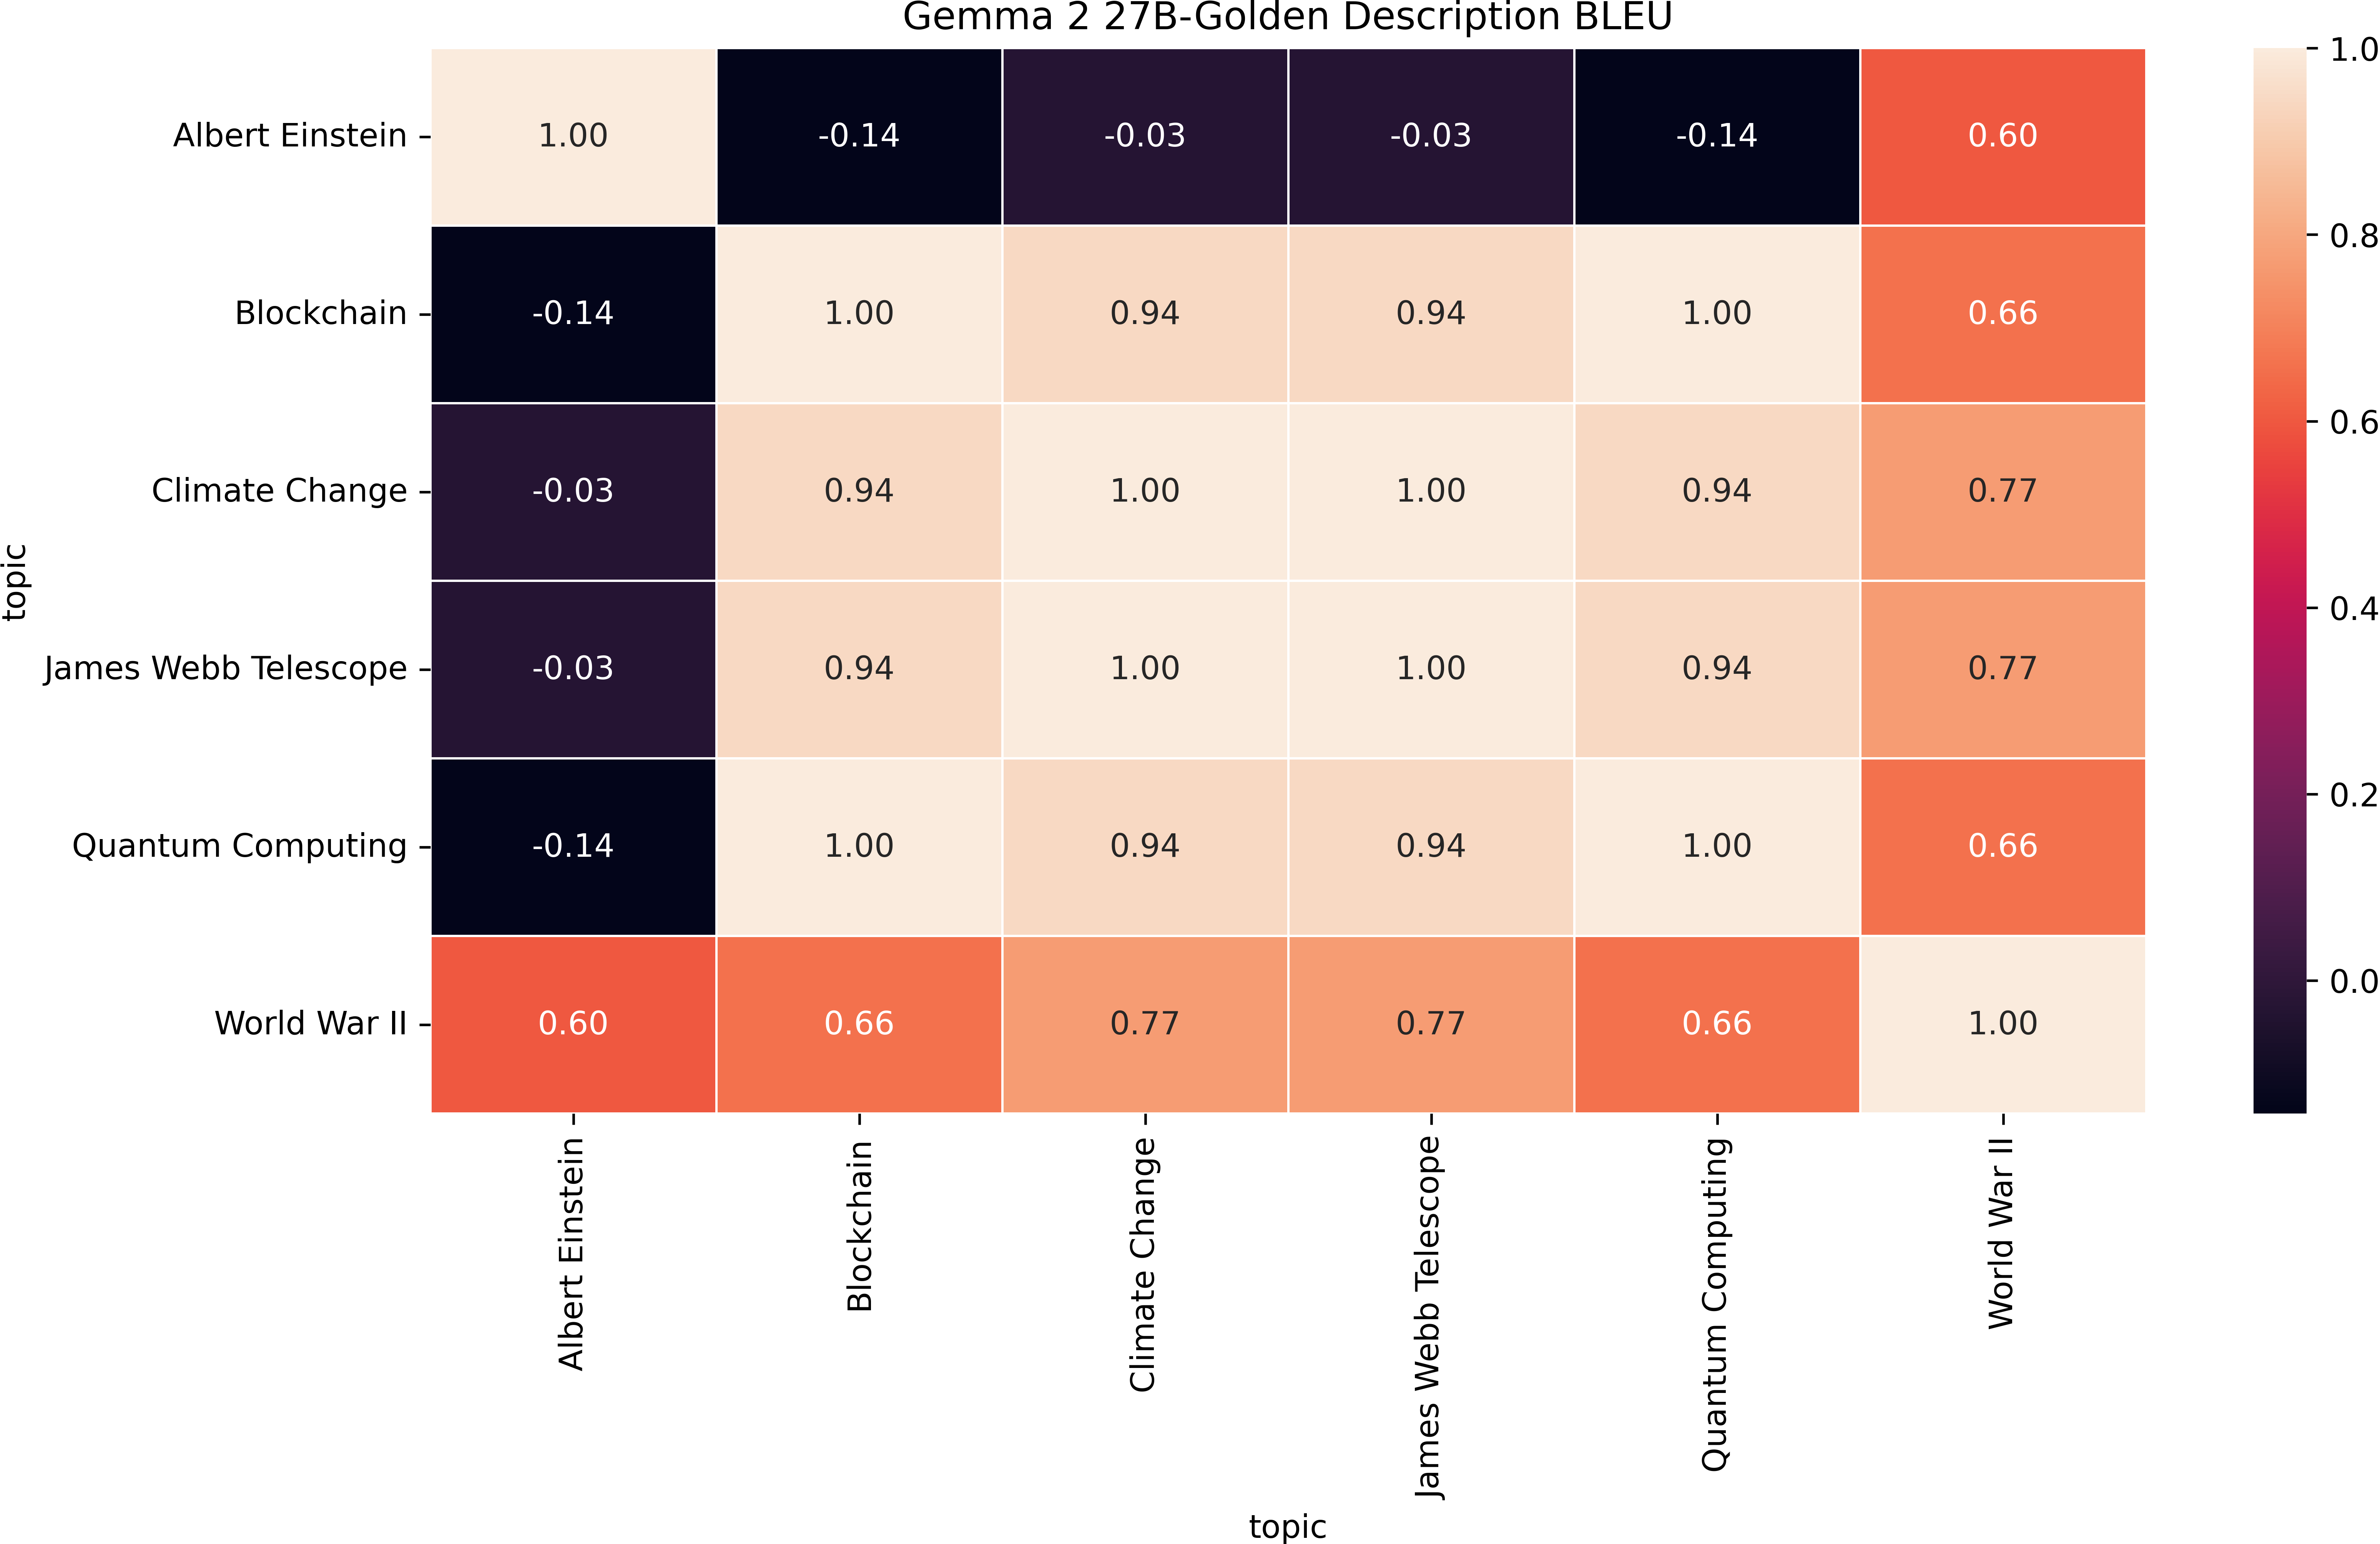 Gemma 2 27B-Golden Description BLEU
Albert Einstein 1.00 -0.14 -0.03 -0.03 -0.14 0.60
Blockchain -0.14 1.00 0.94 0.94 1.00 0.66
Climate Change -0.03 0.94 1.00 1.00 0.94 0.77
James Webb Telescope -0.03 0.94 1.00 1.00 0.94 0.77
Quantum Computing -0.14 1.00 0.94 0.94 1.00 0.66
World War II 0.60 0.66 0.77 0.77 0.66 1.00
topic
Albert Einstein
Blockchain
Climate Change
James Webb Telescope
Quantum Computing
World War II
topic
1.0
0.8
0.6
0.4
0.2
0.0